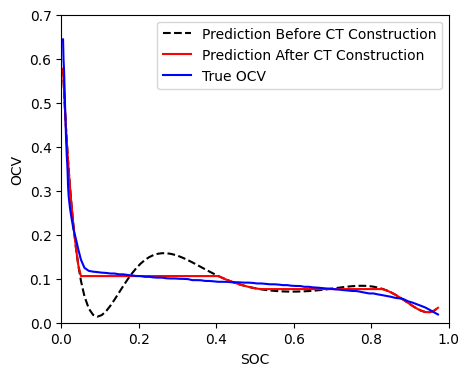 0.7
0.6
0.5
0.4
0.3
0.2
0.1
0.0
OCV
Prediction Before CT Construction
Prediction After CT Construction
True OCV
0.0 0.2 0.4 0.6 0.8 1.0
SOC